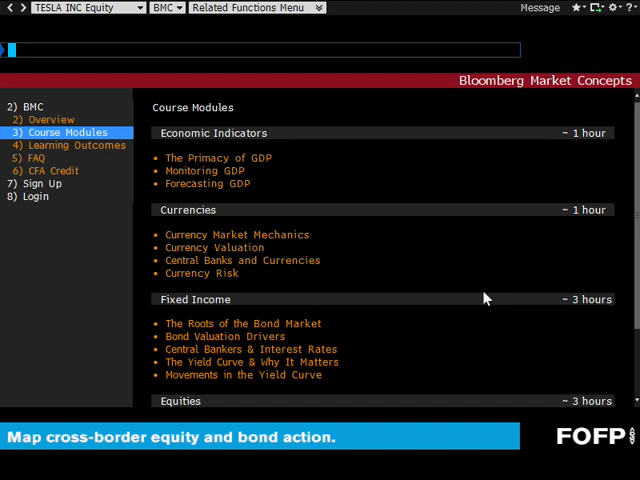 TESLA INC Equity
BMC
Related Functions Menu
Message
Bloomberg Market Concepts
2) BMC
2) Overview
3) Course Modules
4) Learning Outcomes
5) FAQ
6) CFA Credit
7) Sign Up
8) Login
Course Modules
Economic Indicators ~ 1 hour
• The Primacy of GDP
• Monitoring GDP
• Forecasting GDP
Currencies ~ 1 hour
• Currency Market Mechanics
• Currency Valuation
• Central Banks and Currencies
• Currency Risk
Fixed Income ~ 3 hours
• The Roots of the Bond Market
• Bond Valuation Drivers
• Central Bankers & Interest Rates
• The Yield Curve & Why It Matters
• Movements in the Yield Curve
Equities ~ 3 hours
Map cross-border equity and bond action.
FOFP